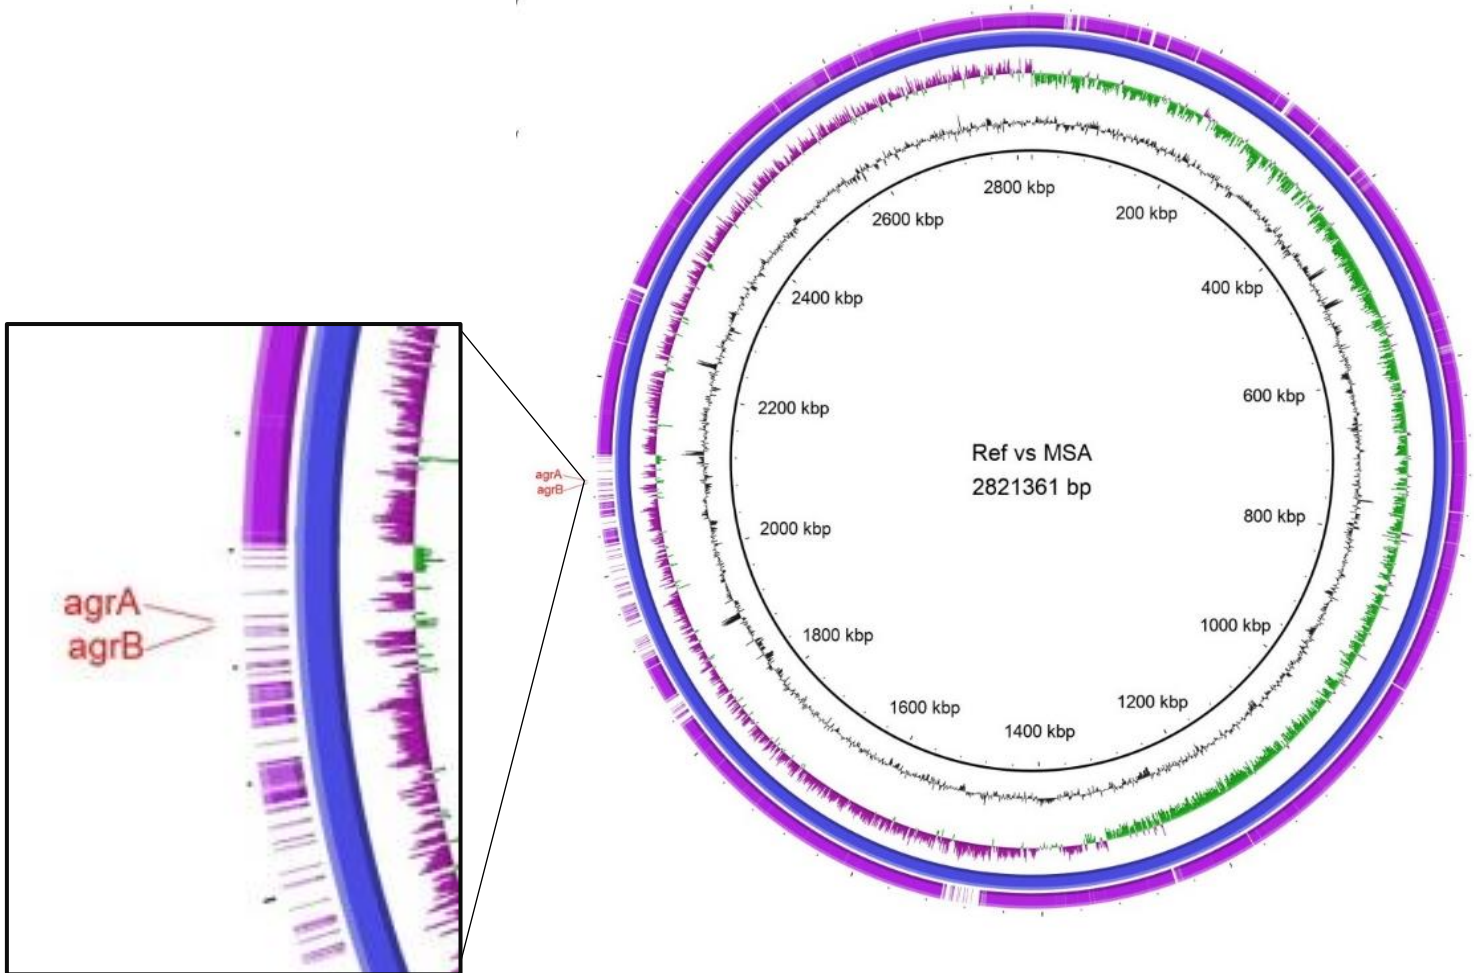 2800 kbp
200 kbp
400 kbp
600 kbp
800 kbp
1000 kbp
1200 kbp
1400 kbp
1600 kbp
1800 kbp
2000 kbp
2200 kbp
2400 kbp
2600 kbp
Ref vs MSA
2821361 bp
agrA
agrB
agrA
agrB